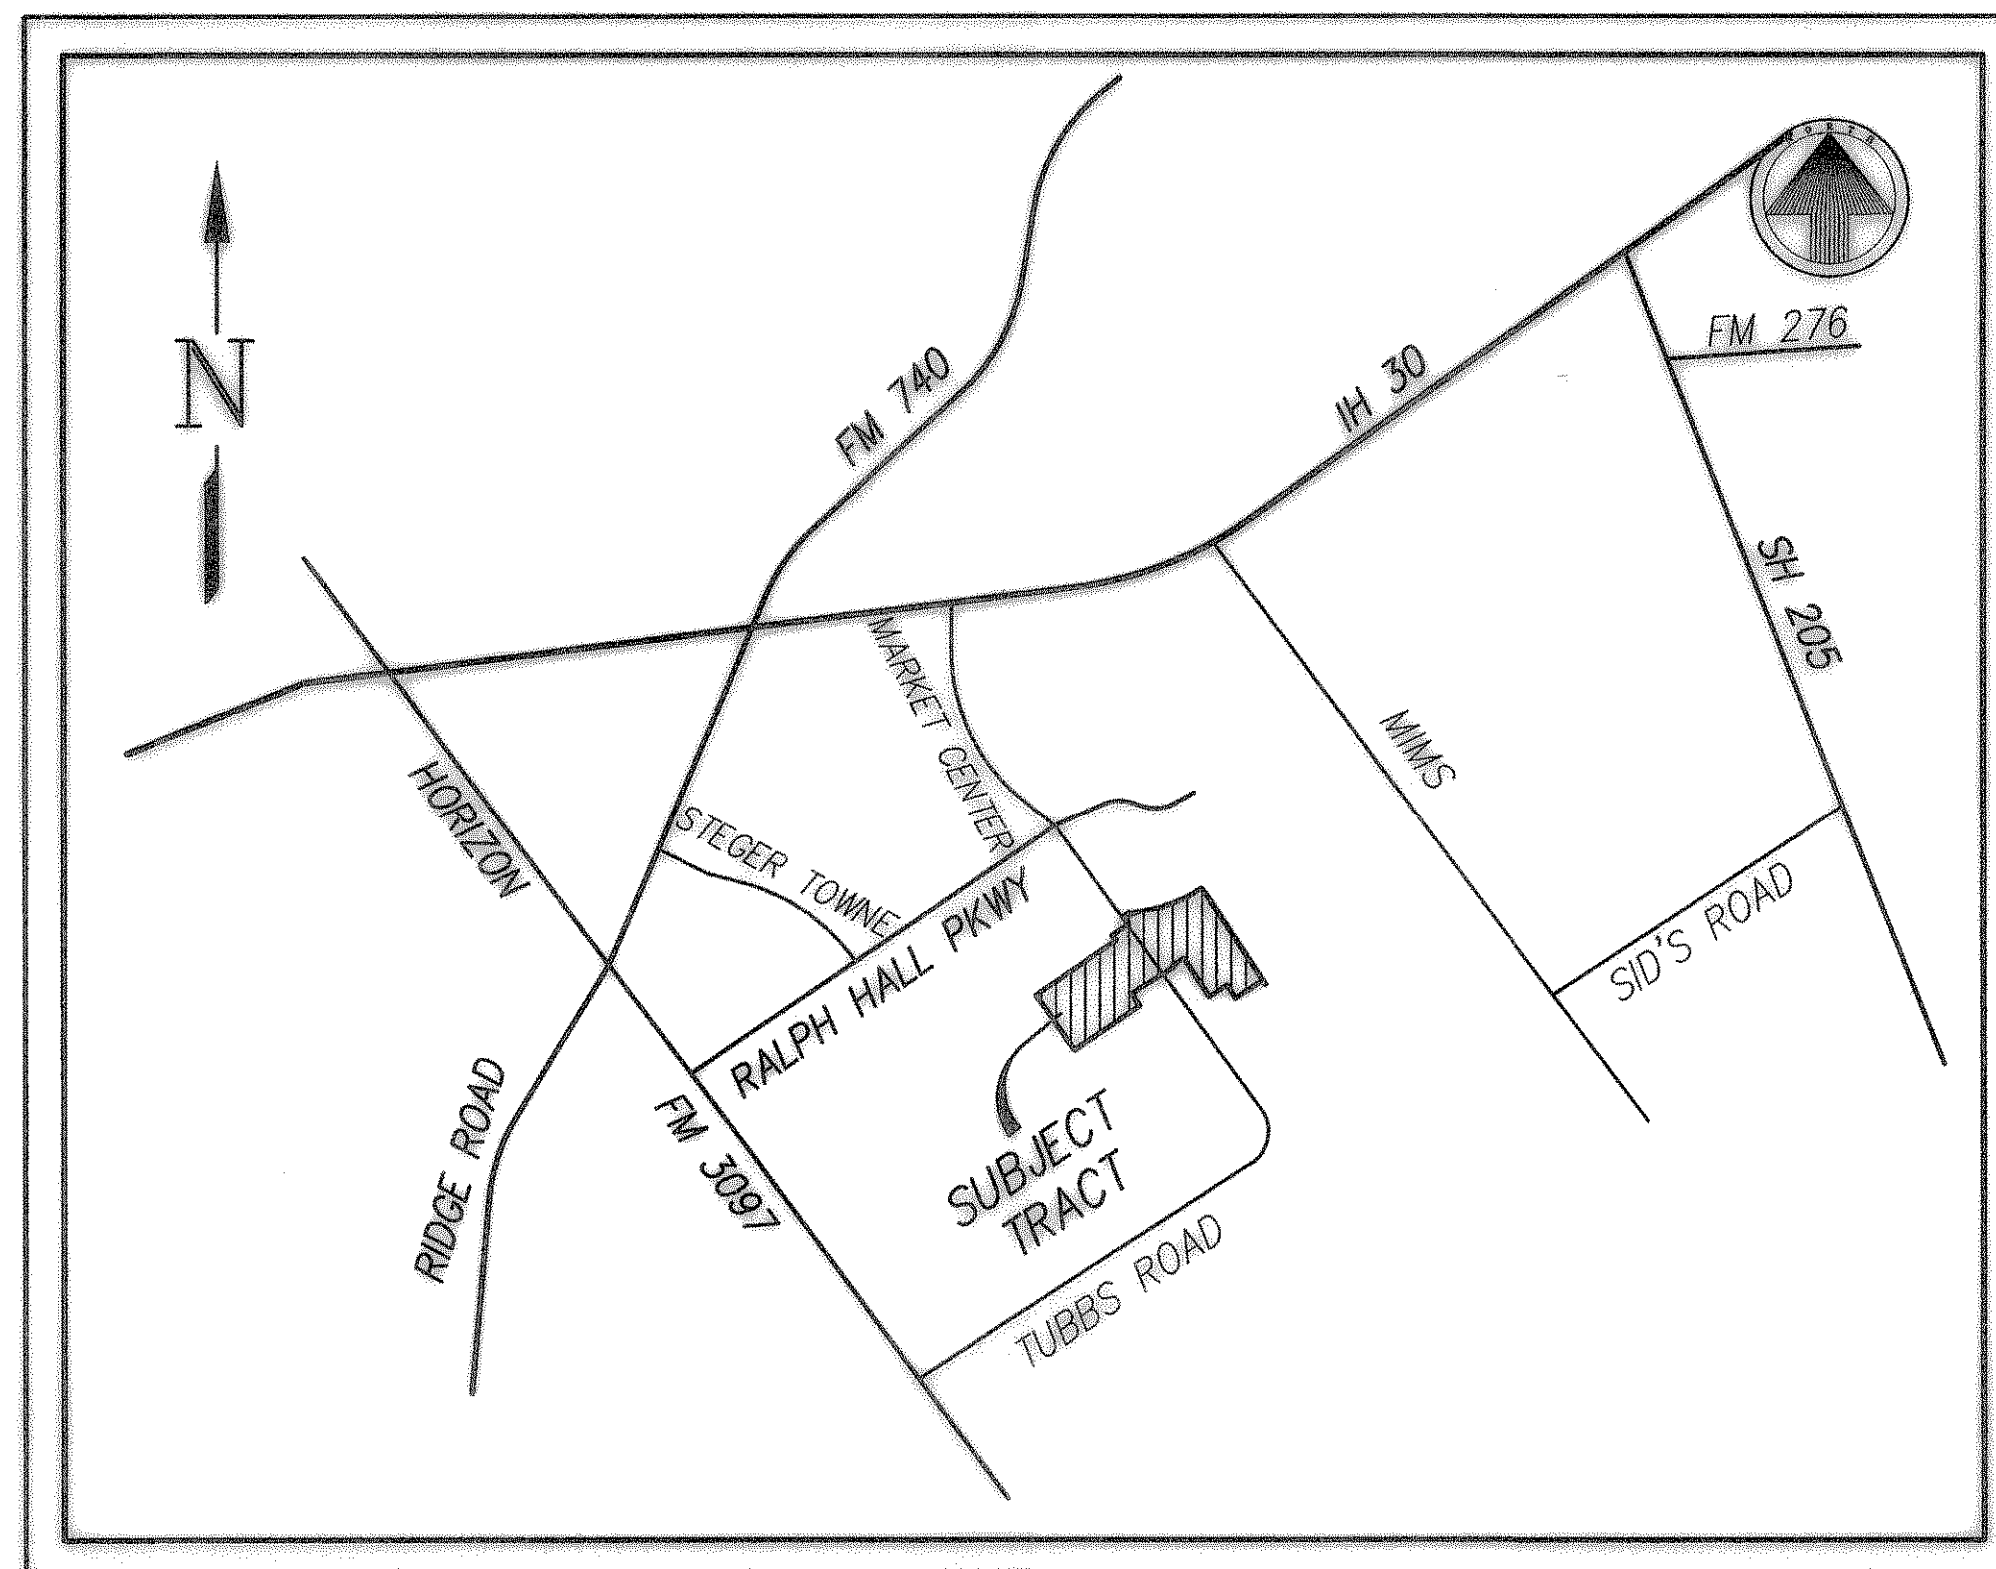 NORTH
N
FM 276
FM 740
IH 30
SH 205
MARKET CENTER
MIMS
HORIZON
STEGER TOWNE
RALPH HALL PKWY
SID'S ROAD
RIDGE ROAD
FM 3097
SUBJECT
TRACT
TUBBS ROAD